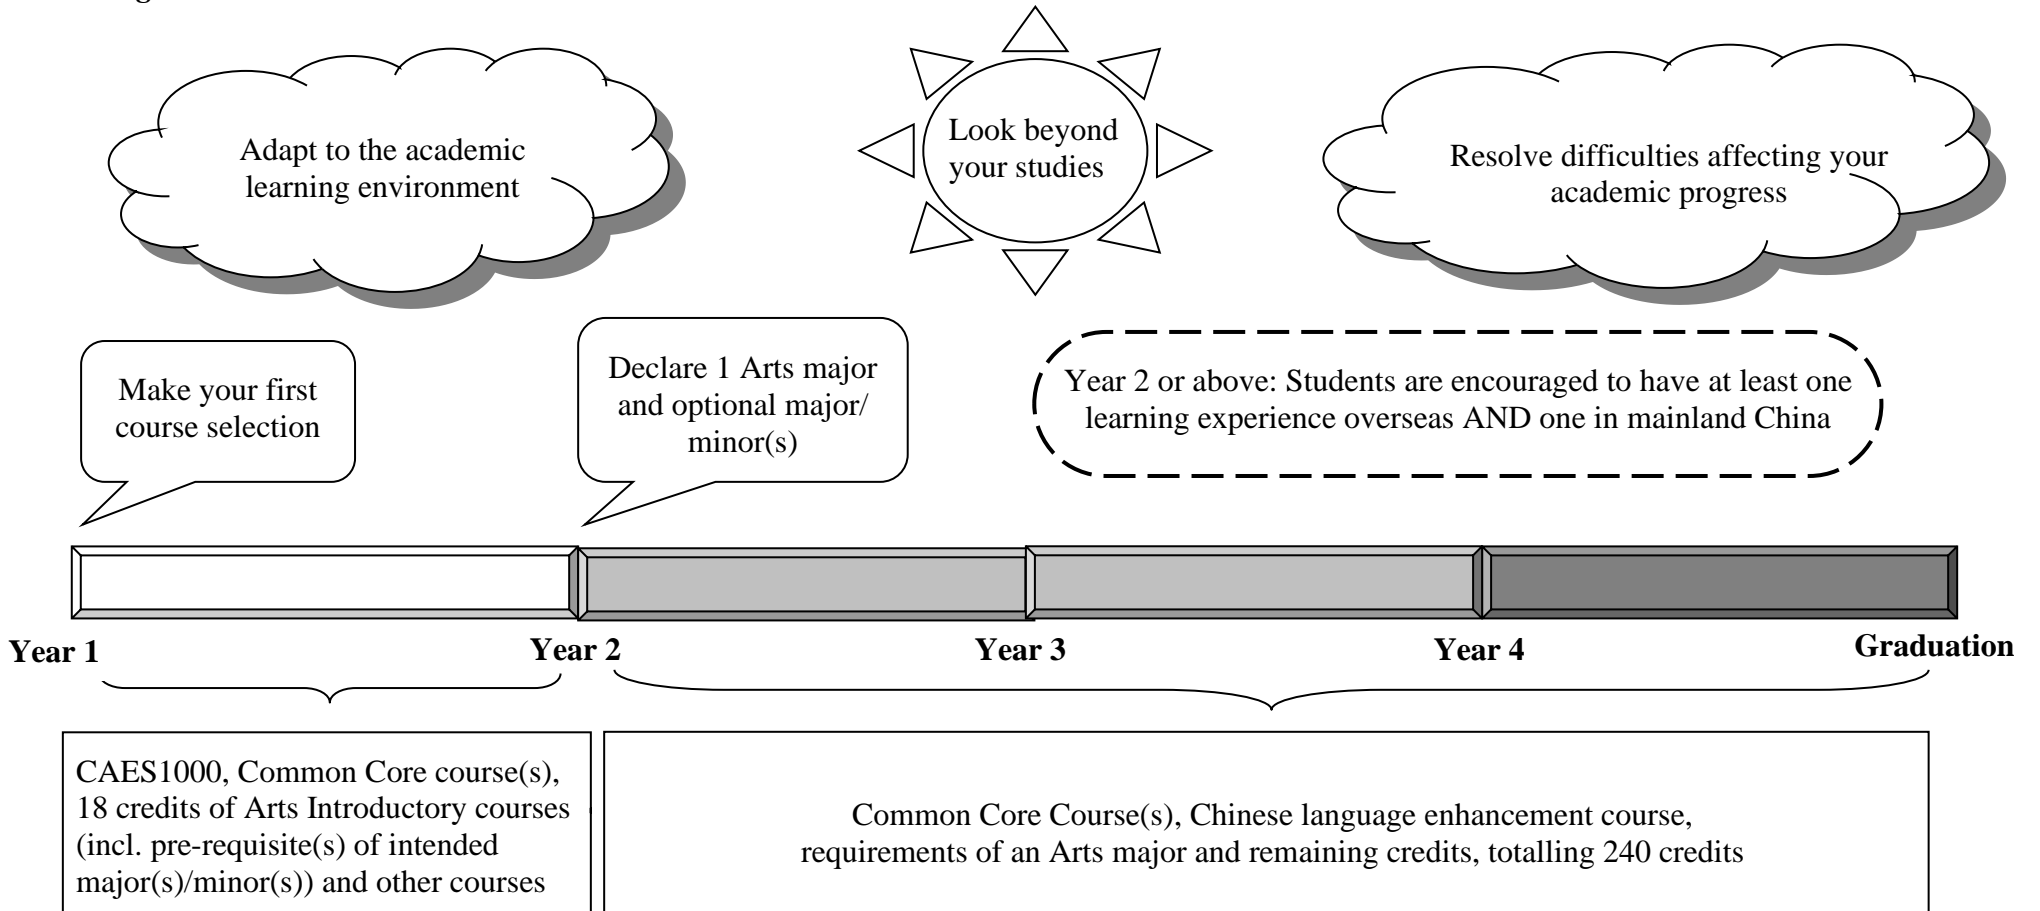 Adapt to the academic
learning environment
Look beyond
your studies
Resolve difficulties affecting your
academic progress
Make your first
course selection
Declare 1 Arts major
and optional major/
minor(s)
Year 2 or above: Students are encouraged to have at least one
learning experience overseas AND one in mainland China
Year 1
Year 2
Year 3
Year 4
Graduation
CAES1000, Common Core course(s),
18 credits of Arts Introductory courses
(incl. pre-requisite(s) of intended
major(s)/minor(s)) and other courses
Common Core Course(s), Chinese language enhancement course,
requirements of an Arts major and remaining credits, totalling 240 credits